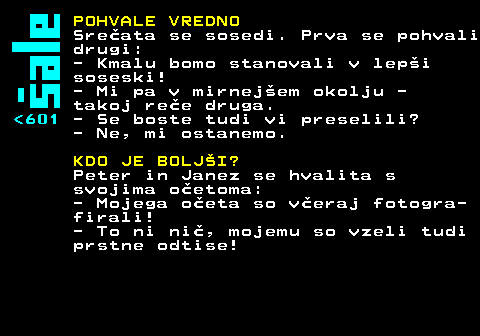 Šale
<601
POHVALE VREDNO
Srečata se sosedi. Prva se pohvali
drugi:
- Kmalu bomo stanovali v lepši
soseski!
- Mi pa v mirnejšem okolju -
takoj reče druga.
- Se boste tudi vi preselili?
- Ne, mi ostanemo.
KDO JE BOLJŠI?
Peter in Janez se hvalita s
svojima očetoma:
- Mojega očeta so včeraj fotogra-
firali!
- To ni nič, mojemu so vzeli tudi
prstne odtise!